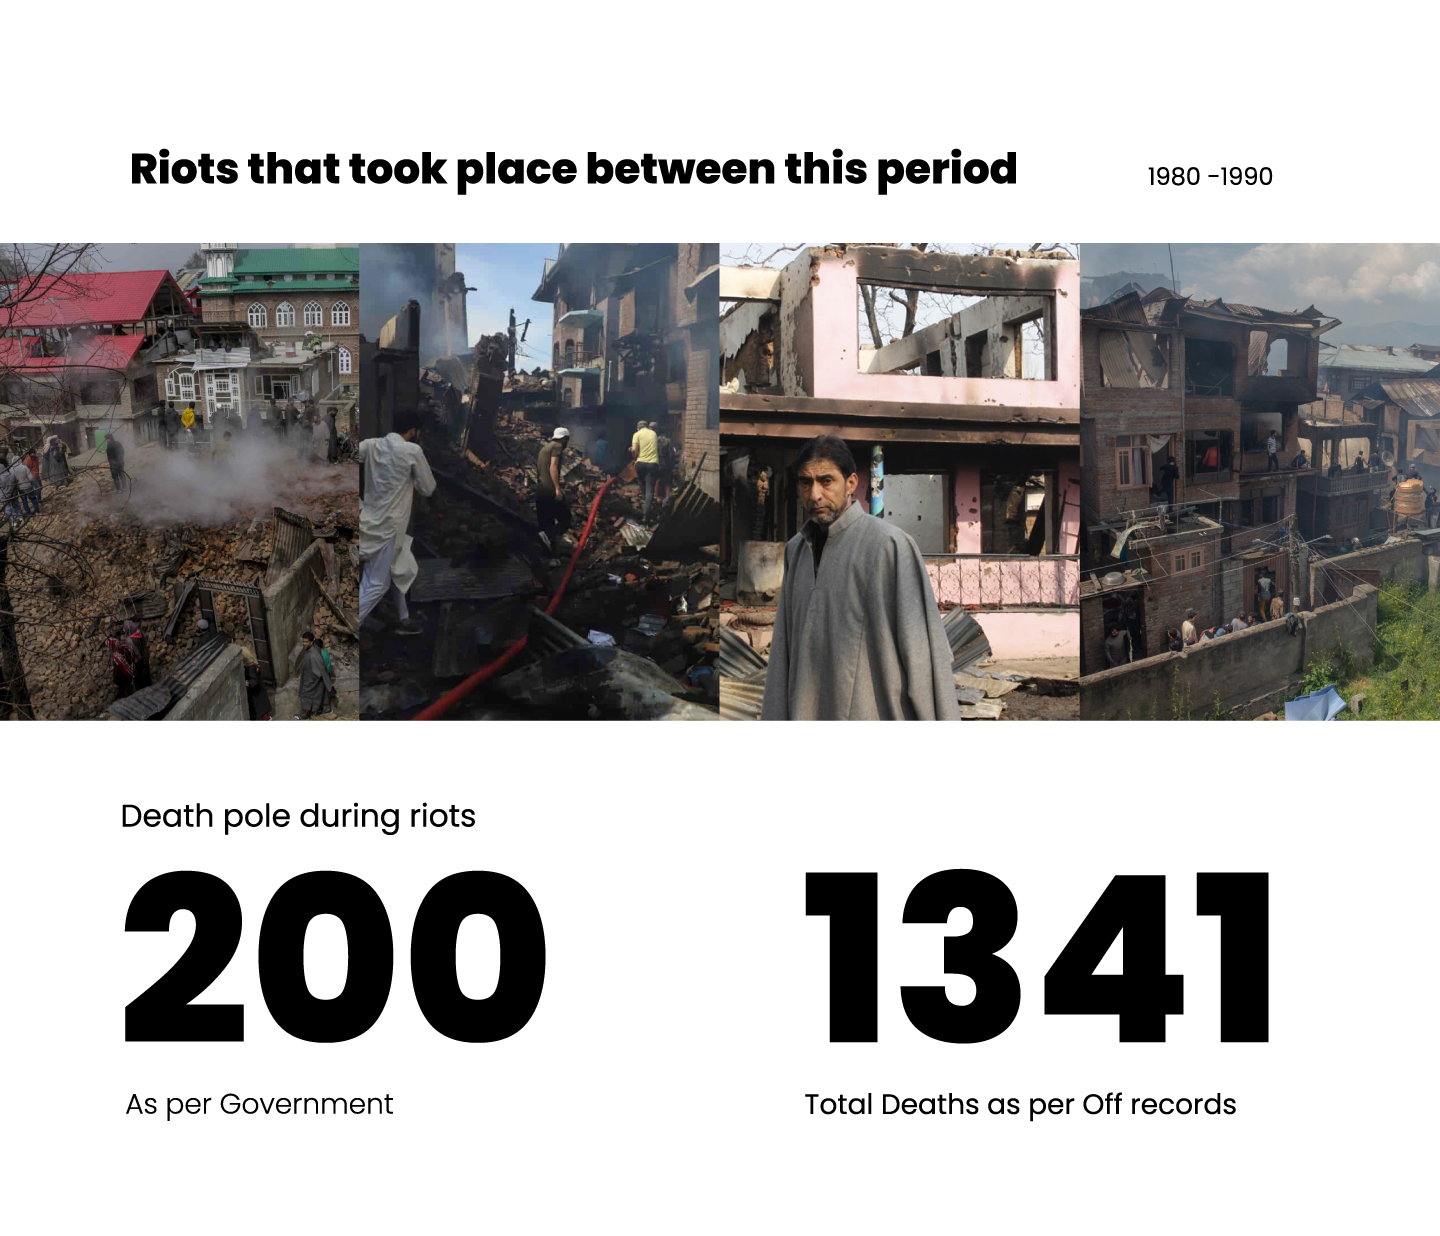 Riots that took place between this period
1980 -1990
Death pole during riots
200
1341
As per Government
Total Deaths as per Off records